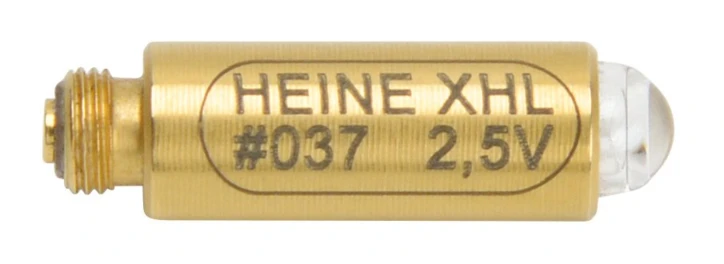 HEINE XHL
#037 2,5V